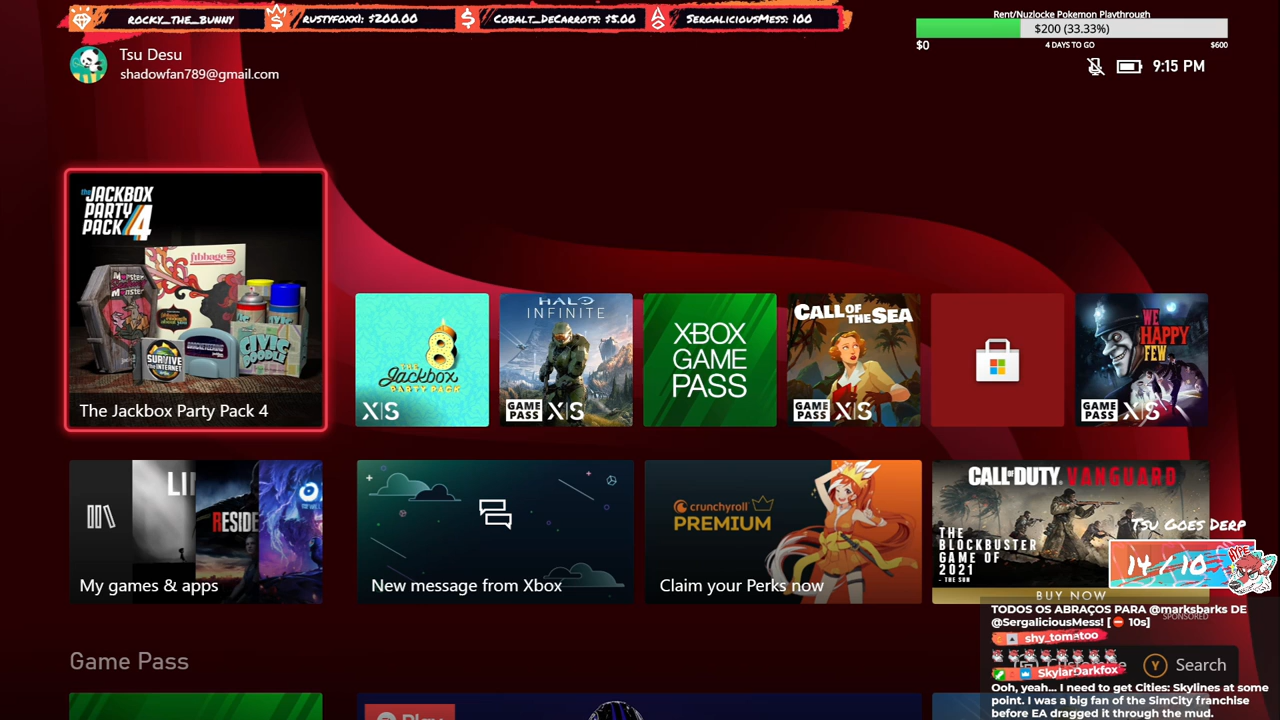 ROCKY_THE_BUNNY
RUSTYFOXX1: $200.00
COBALT_DECARROTS: $5.00
SERGALICIOUSMESS: 100
Rent/Nuzlocke Pokemon Playthrough
$200 (33.33%)
$0
4 DAYS TO GO
$600
Tsu Desu
shadowfan789@gmail.com
9:15 PM
the JACKBOX PARTY PACK 4
fibbage 3
Monster
SURVIVE THE INTERNET
CIVIC DOODLE
The Jackbox Party Pack 4
THE Jackbox PARTY PACK 8
X|S
HALO INFINITE
GAME PASS X|S
XBOX GAME PASS
CALL OF THE SEA
GAME PASS X|S
WE HAPPY FEW
GAME PASS X|S
LI
RESIDE
My games & apps
New message from Xbox
crunchyroll PREMIUM
Claim your Perks now
CALL OF DUTY VANGUARD
THE BLOCKBUSTER GAME OF 2021
- THE SUN
BUY NOW
SPONSORED
TSU GOES DERP
14 / 10
HYPE
TODOS OS ABRAÇOS PARA @marksbarks DE
@SergaliciousMess! [⛔ 10s]
shy_tomatoo
Y Search
SkylarDarkfox
Ooh, yeah... I need to get Cities: Skylines at some
point. I was a big fan of the SimCity franchise
before EA dragged it through the mud.
Game Pass
Play